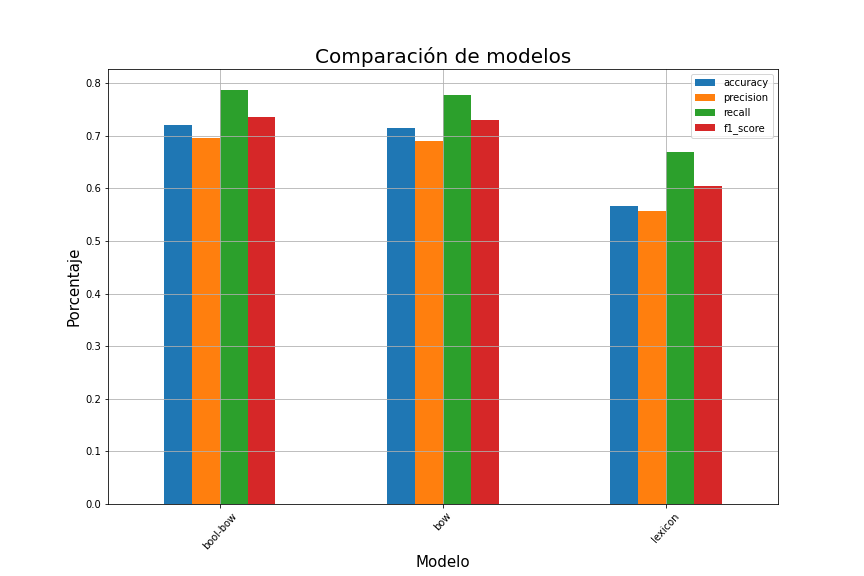 Comparación de modelos
accuracy
precision
recall
f1_score
Porcentaje
0.8
0.7
0.6
0.5
0.4
0.3
0.2
0.1
0.0
bool-bow
bow
lexicon
Modelo